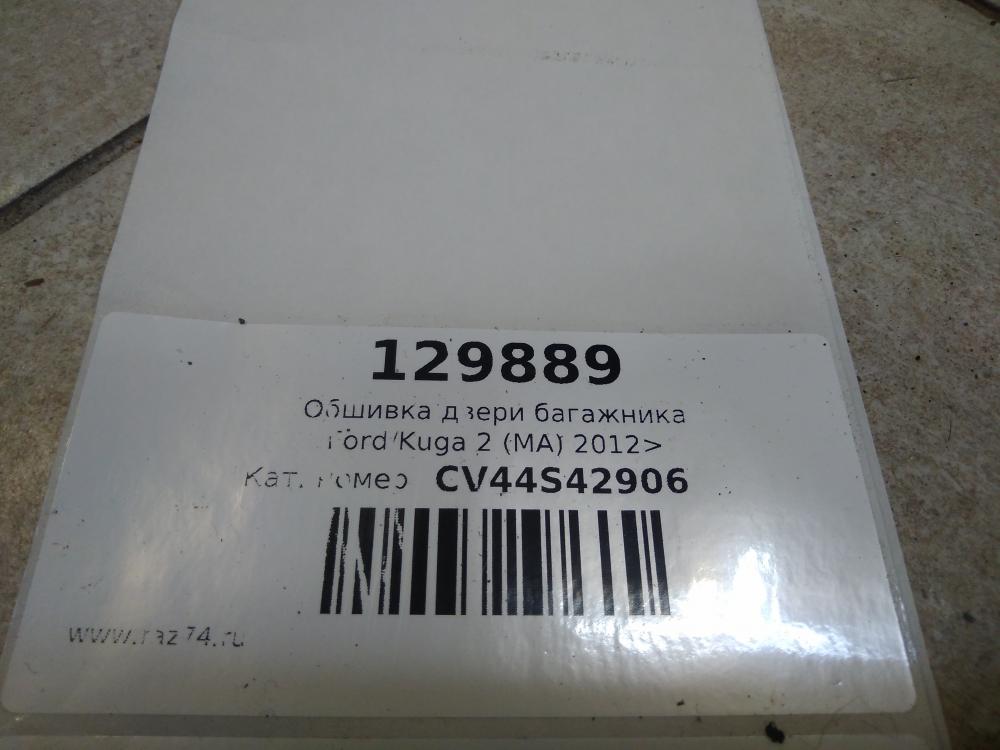 129889
Обшивка двери багажника
Ford Kuga 2 (MA) 2012>
Кат. номер CV44S42906
www.raz74.ru